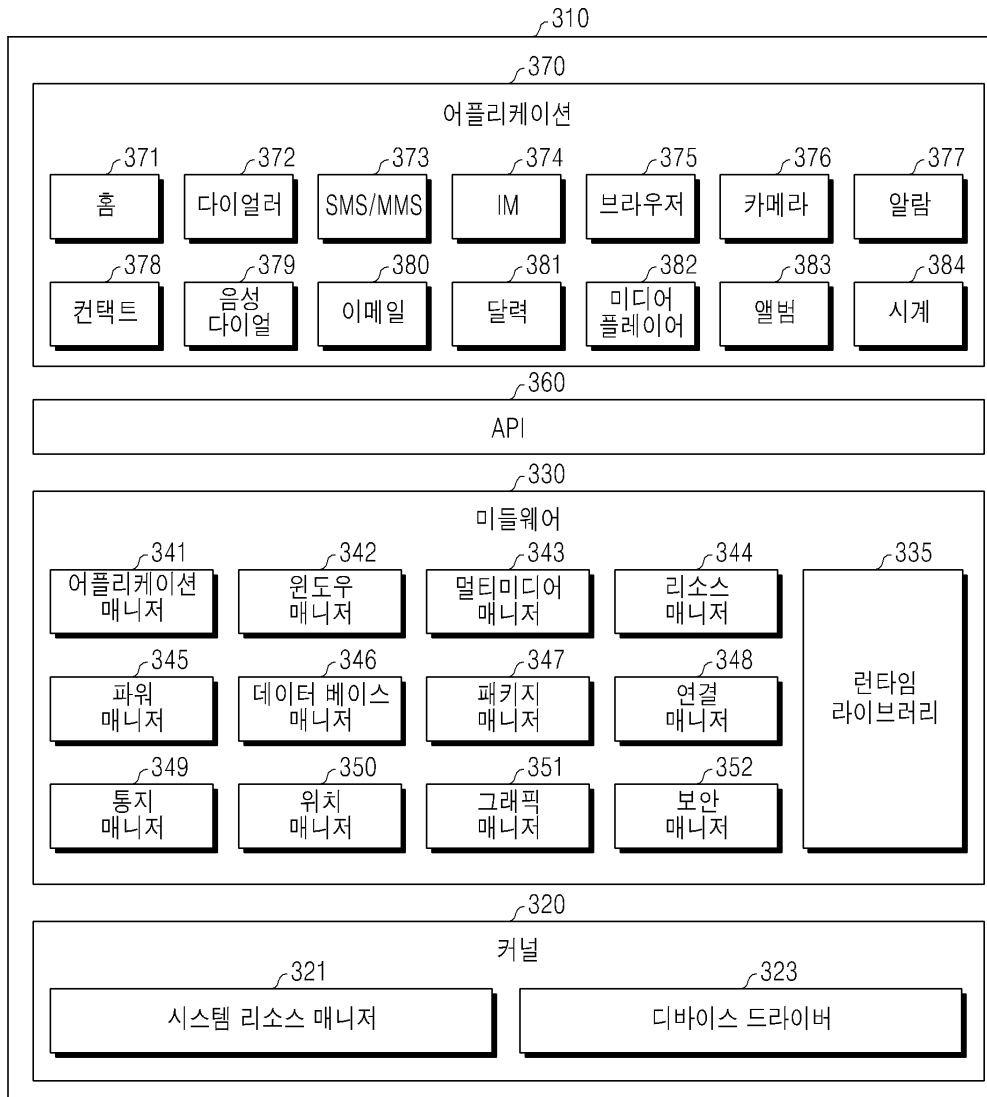 310
370
어플리케이션
371 372 373 374 375 376 377
홈 다이얼러 SMS/MMS IM 브라우저 카메라 알람
378 379 380 381 382 383 384
컨택트 음성 다이얼 이메일 달력 미디어 플레이어 앨범 시계
360
API
330
미들웨어
341 342 343 344 335
어플리케이션 매니저 윈도우 매니저 멀티미디어 매니저 리소스 매니저
345 346 347 348
파워 매니저 데이터 베이스 매니저 패키지 매니저 연결 매니저 런타임 라이브러리
349 350 351 352
통지 매니저 위치 매니저 그래픽 매니저 보안 매니저
320
커널
321 323
시스템 리소스 매니저 디바이스 드라이버